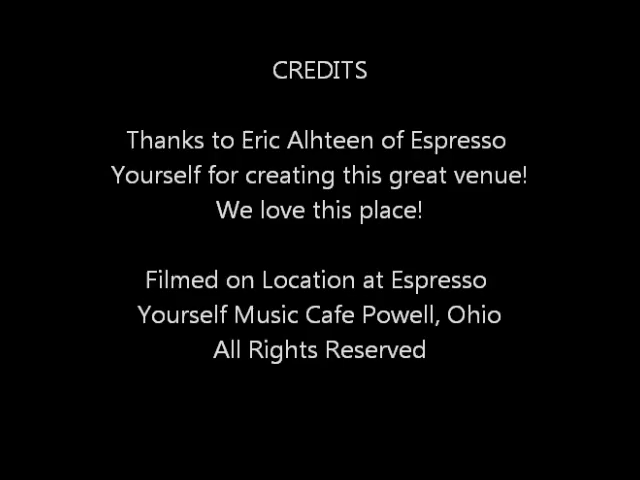 CREDITS
Thanks to Eric Alhteen of Espresso
Yourself for creating this great venue!
We love this place!
Filmed on Location at Espresso
Yourself Music Cafe Powell, Ohio
All Rights Reserved